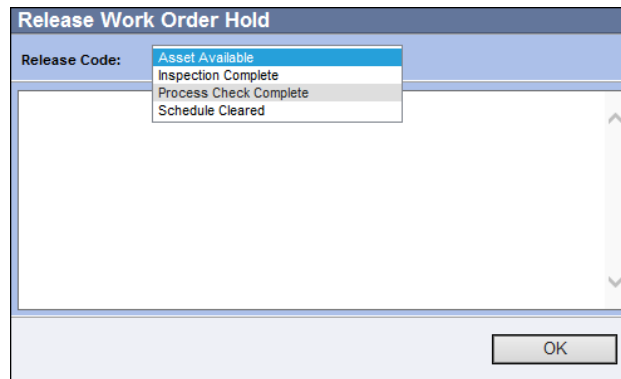 Release Work Order Hold
Release Code:
Asset Available
Inspection Complete
Process Check Complete
Schedule Cleared
OK